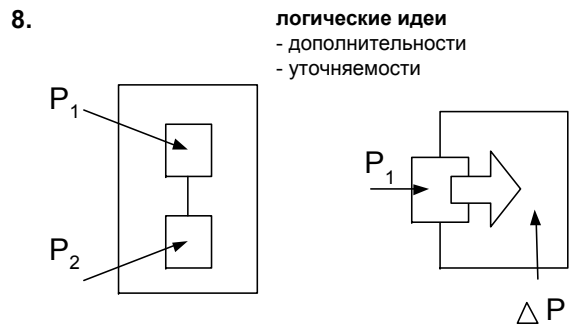 8.
логические идеи
- дополнительности
- уточняемости
P₁
P₂
P₁
△ P